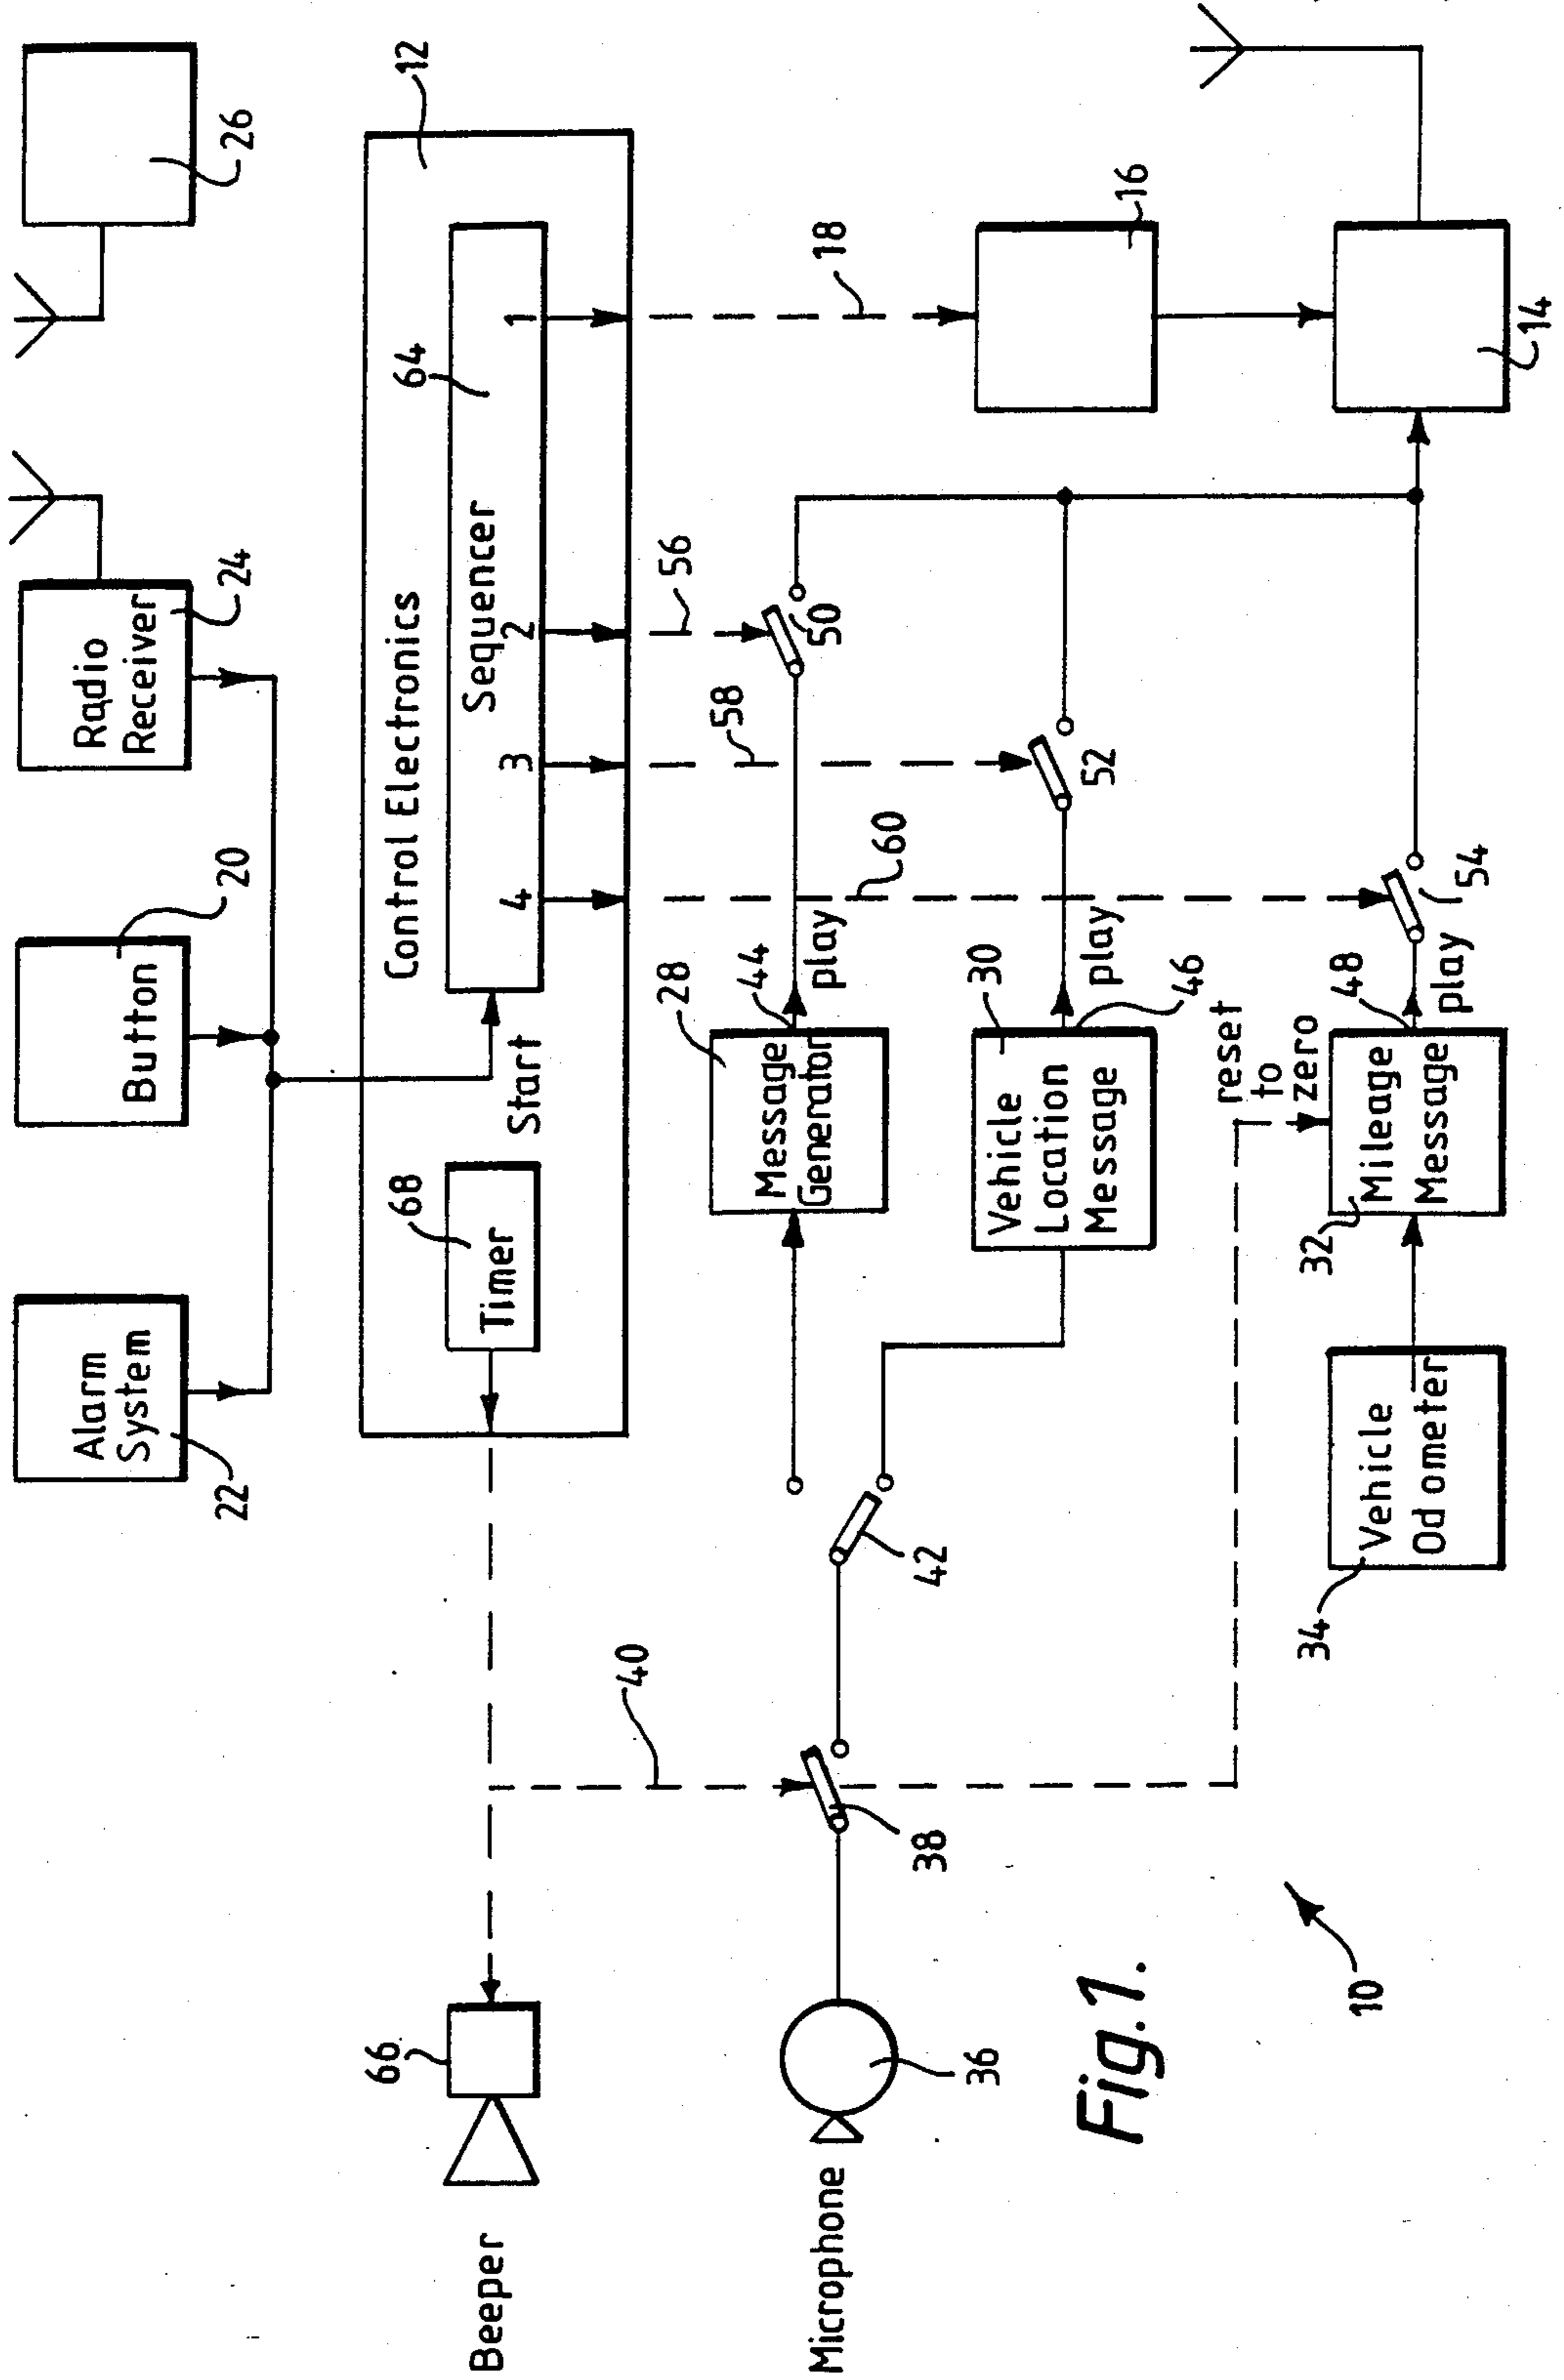 Alarm
System
22
Button
20
Radio
Receiver
24
26
12
Control Electronics
Sequencer
64
4
3
2
1
Start
Timer
68
66
Beeper
40
18
56
58
60
16
14
28
Message
Generator
44
play
50
30
Vehicle
Location
Message
46
play
52
reset
to
zero
32
Mileage
Message
48
play
54
34
Vehicle
Odometer
42
38
36
Microphone
10
Fig.1.